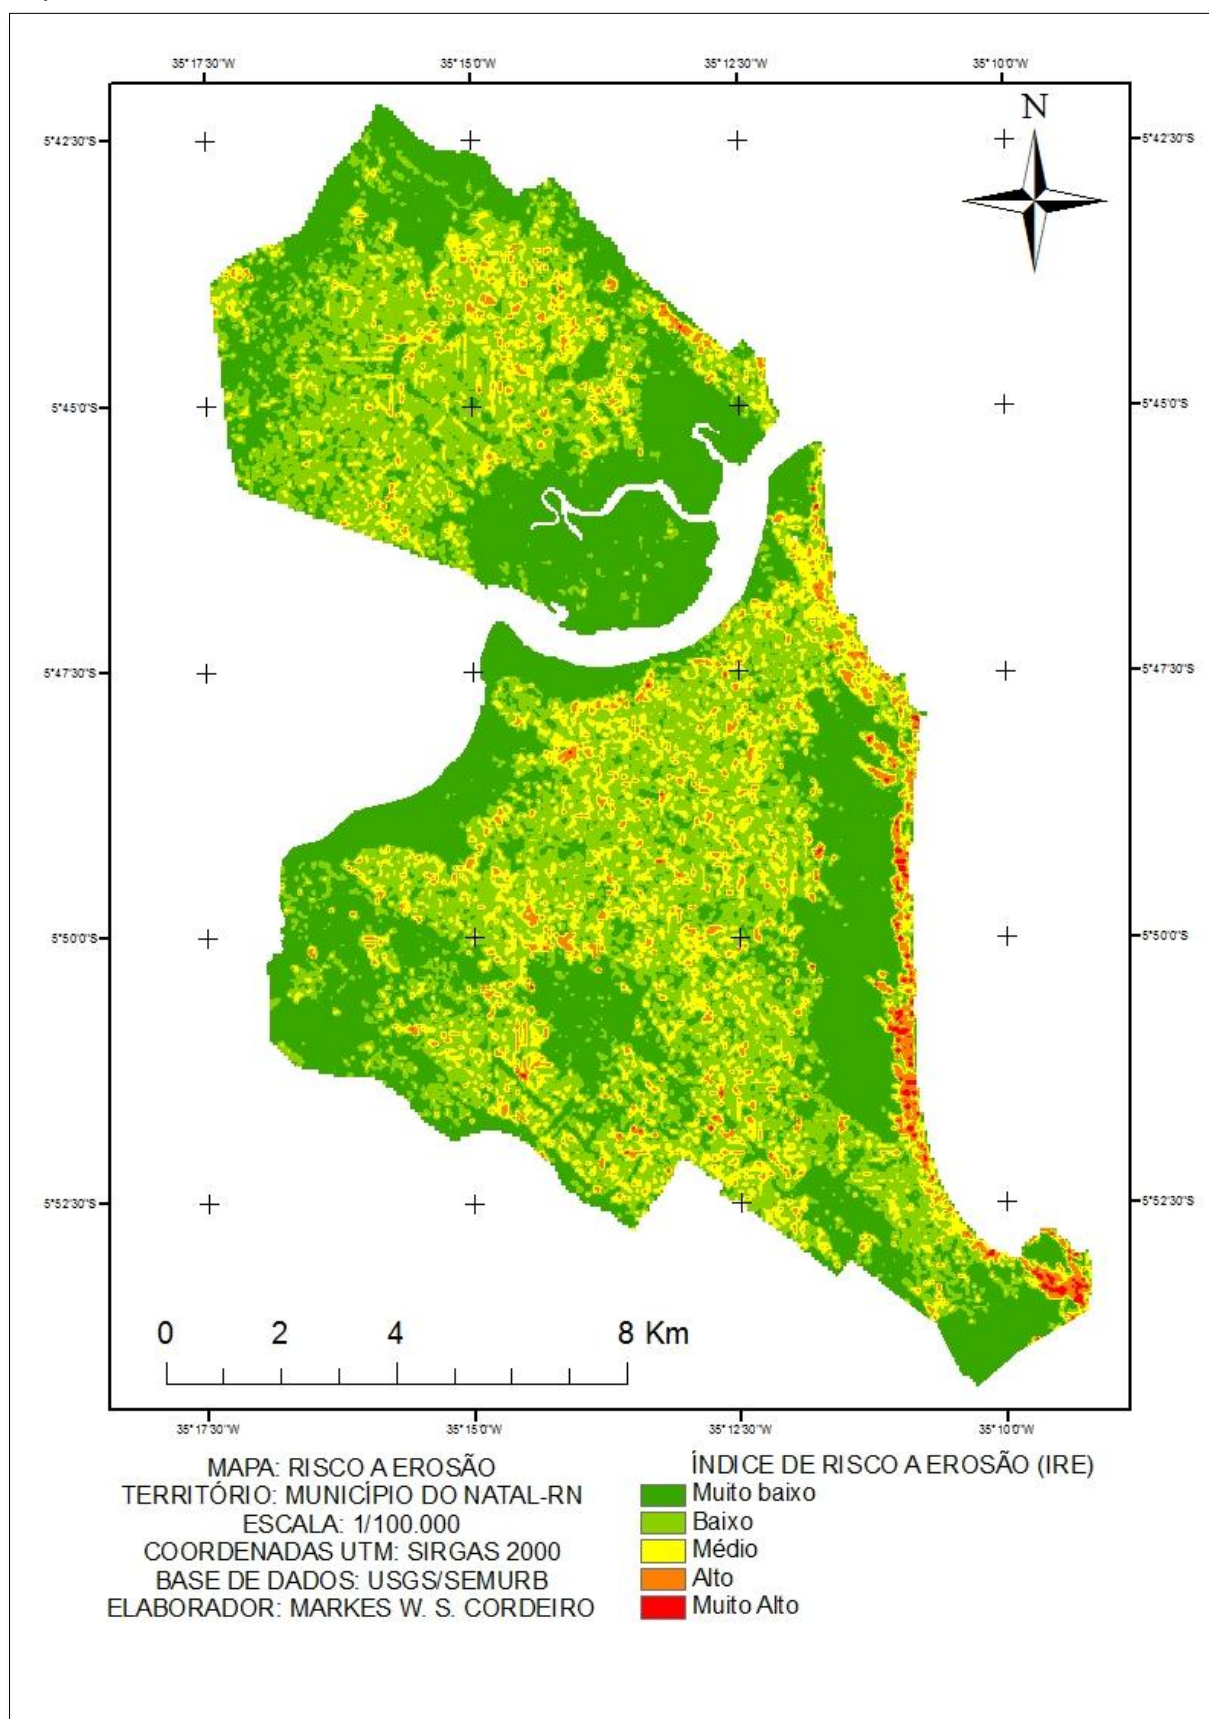 35°17'30"W 35°15'0"W 35°12'30"W 35°10'0"W
N
5°42'30"S 5°42'30"S
5°45'0"S 5°45'0"S
5°47'30"S 5°47'30"S
5°50'0"S 5°50'0"S
5°52'30"S 5°52'30"S
0 2 4 8 Km
35°17'30"W 35°15'0"W 35°12'30"W 35°10'0"W
MAPA: RISCO A EROSÃO
TERRITÓRIO: MUNICÍPIO DO NATAL-RN
ESCALA: 1/100.000
COORDENADAS UTM: SIRGAS 2000
BASE DE DADOS: USGS/SEMURB
ELABORADOR: MARKES W. S. CORDEIRO
ÍNDICE DE RISCO A EROSÃO (IRE)
Muito baixo
Baixo
Médio
Alto
Muito Alto